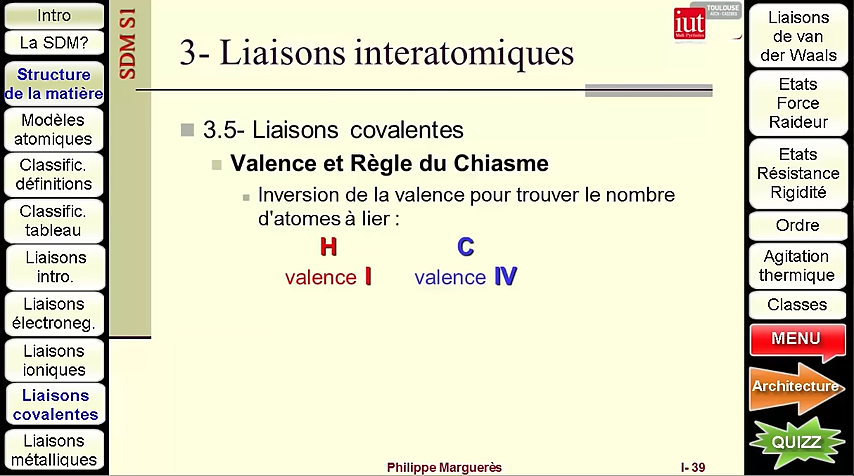 Intro
La SDM?
Structure
de la matière
Modèles
atomiques
Classific.
définitions
Classific.
tableau
Liaisons
intro.
Liaisons
électroneg.
Liaisons
ioniques
Liaisons
covalentes
Liaisons
métalliques
SDM S1
3- Liaisons interatomiques
iut
TOULOUSE
3.5- Liaisons covalentes
Valence et Règle du Chiasme
Inversion de la valence pour trouver le nombre
d'atomes à lier :
H C
valence I valence IV
Philippe Marguerès I- 39
Liaisons
de van
der Waals
Etats
Force
Raideur
Etats
Résistance
Rigidité
Ordre
Agitation
thermique
Classes
MENU
Architecture
QUIZZ